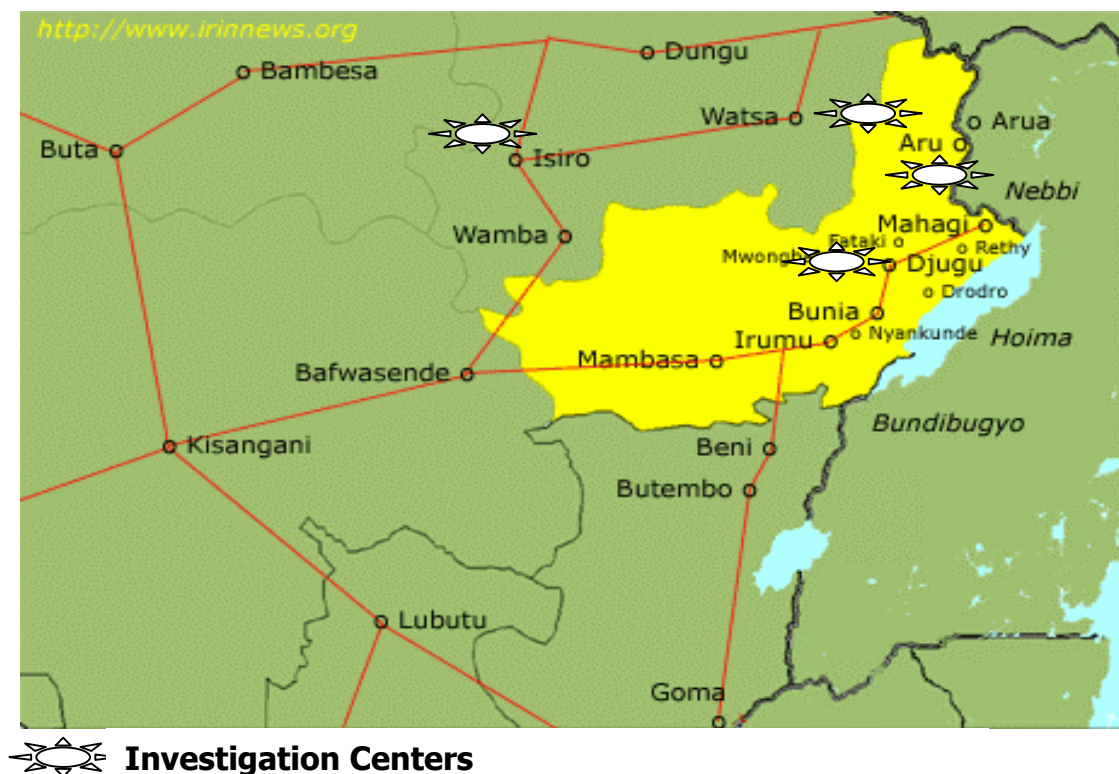 http://www.irinnews.org
Dungu
Bambesa
Watsa
Arua
Aru
Buta
Isiro
Nebbi
Mahagi
Wamba
Fataki
Rethy
Djugu
Drodro
Bunia
Nyankunde
Irumu
Hoima
Mambasa
Bafwasende
Bundibugyo
Kisangani
Beni
Butembo
Lubutu
Goma
Investigation Centers